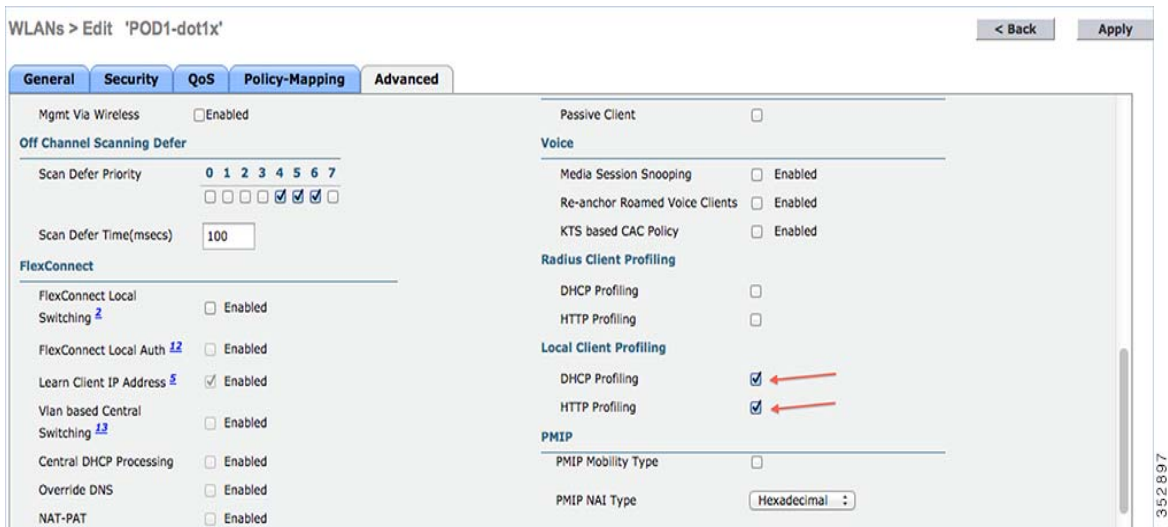 WLANs > Edit 'POD1-dot1x'
< Back
Apply
General
Security
QoS
Policy-Mapping
Advanced
Mgmt Via Wireless
Enabled
Off Channel Scanning Defer
Scan Defer Priority
0 1 2 3 4 5 6 7
Scan Defer Time(msecs)
100
FlexConnect
FlexConnect Local
Switching 2
Enabled
FlexConnect Local Auth 12
Enabled
Learn Client IP Address 5
Enabled
Vlan based Central
Switching 13
Enabled
Central DHCP Processing
Enabled
Override DNS
Enabled
NAT-PAT
Enabled
Passive Client
Voice
Media Session Snooping
Enabled
Re-anchor Roamed Voice Clients
Enabled
KTS based CAC Policy
Enabled
Radius Client Profiling
DHCP Profiling
HTTP Profiling
Local Client Profiling
DHCP Profiling
HTTP Profiling
PMIP
PMIP Mobility Type
PMIP NAI Type
Hexadecimal
352897